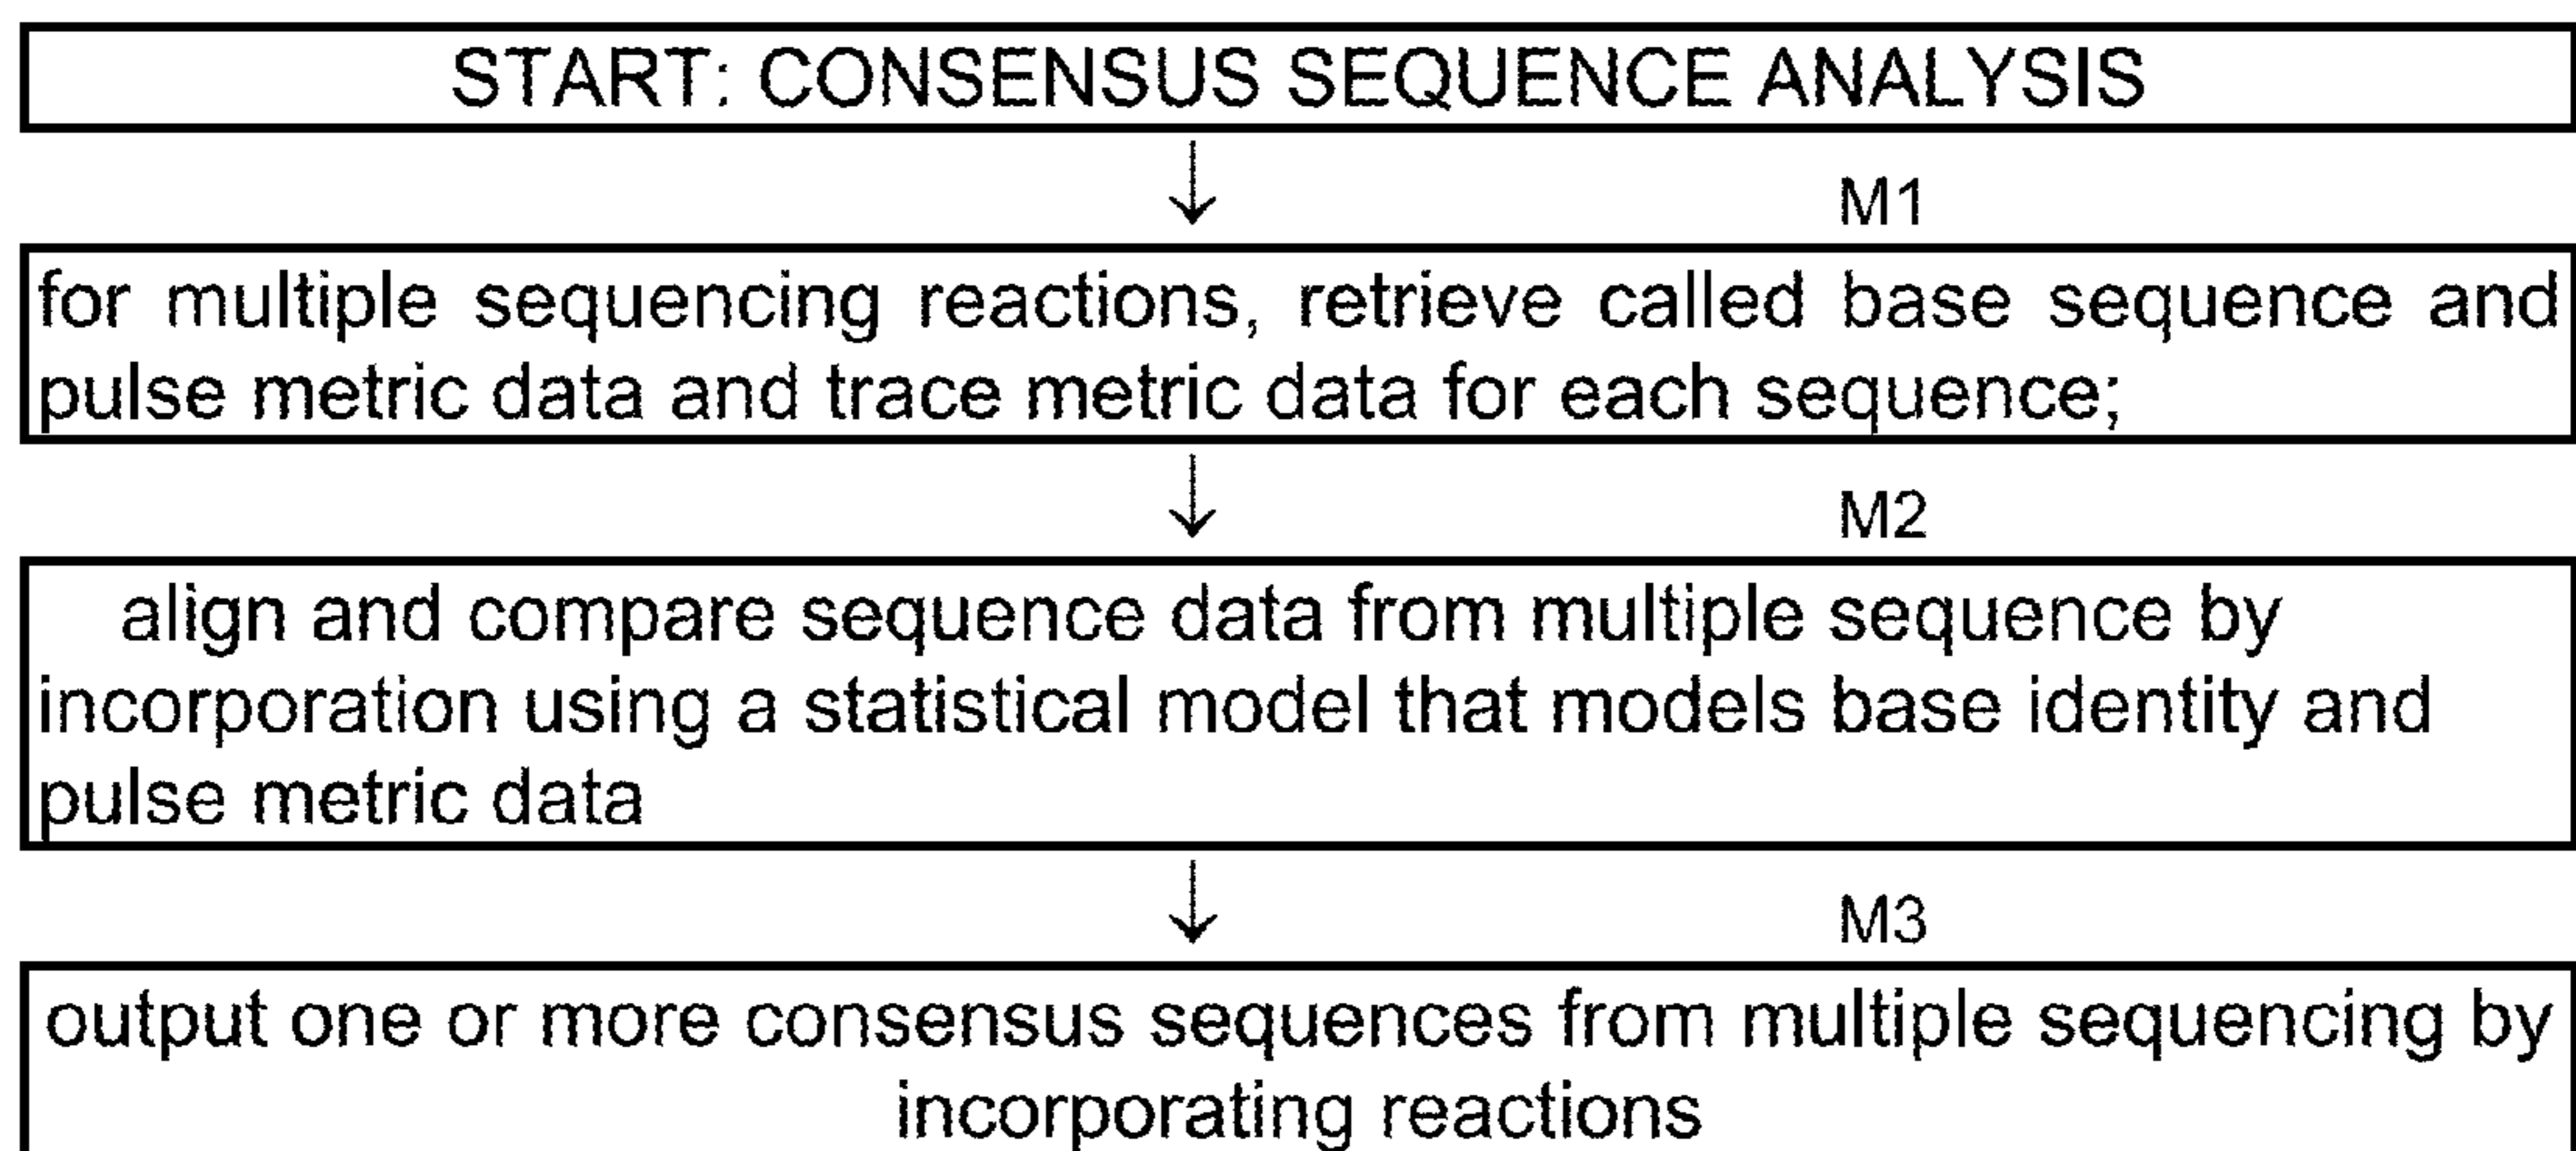 START: CONSENSUS SEQUENCE ANALYSIS
M1
for multiple sequencing reactions, retrieve called base sequence and
pulse metric data and trace metric data for each sequence;
M2
align and compare sequence data from multiple sequence by
incorporation using a statistical model that models base identity and
pulse metric data
M3
output one or more consensus sequences from multiple sequencing by
incorporating reactions